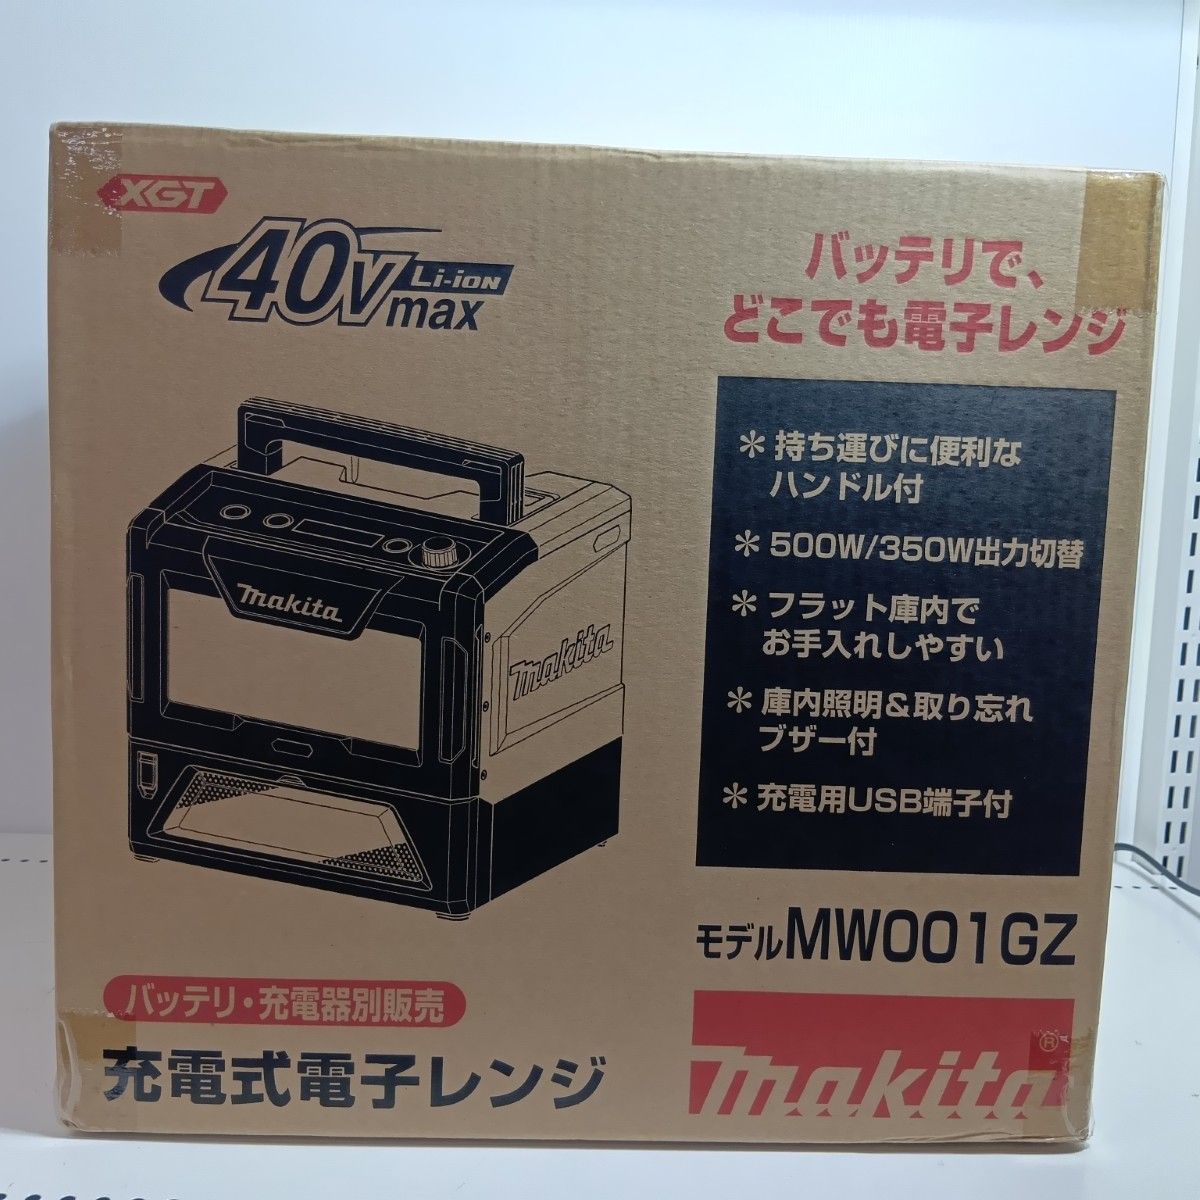 XGT
40Vmax Li-ion
バッテリで、
どこでも電子レンジ
makita
makita
＊持ち運びに便利な
ハンドル付
＊500W/350W出力切替
＊フラット庫内で
お手入れしやすい
＊庫内照明&取り忘れ
ブザー付
＊充電用USB端子付
モデルMW001GZ
バッテリ・充電器別販売
充電式電子レンジ
makita®